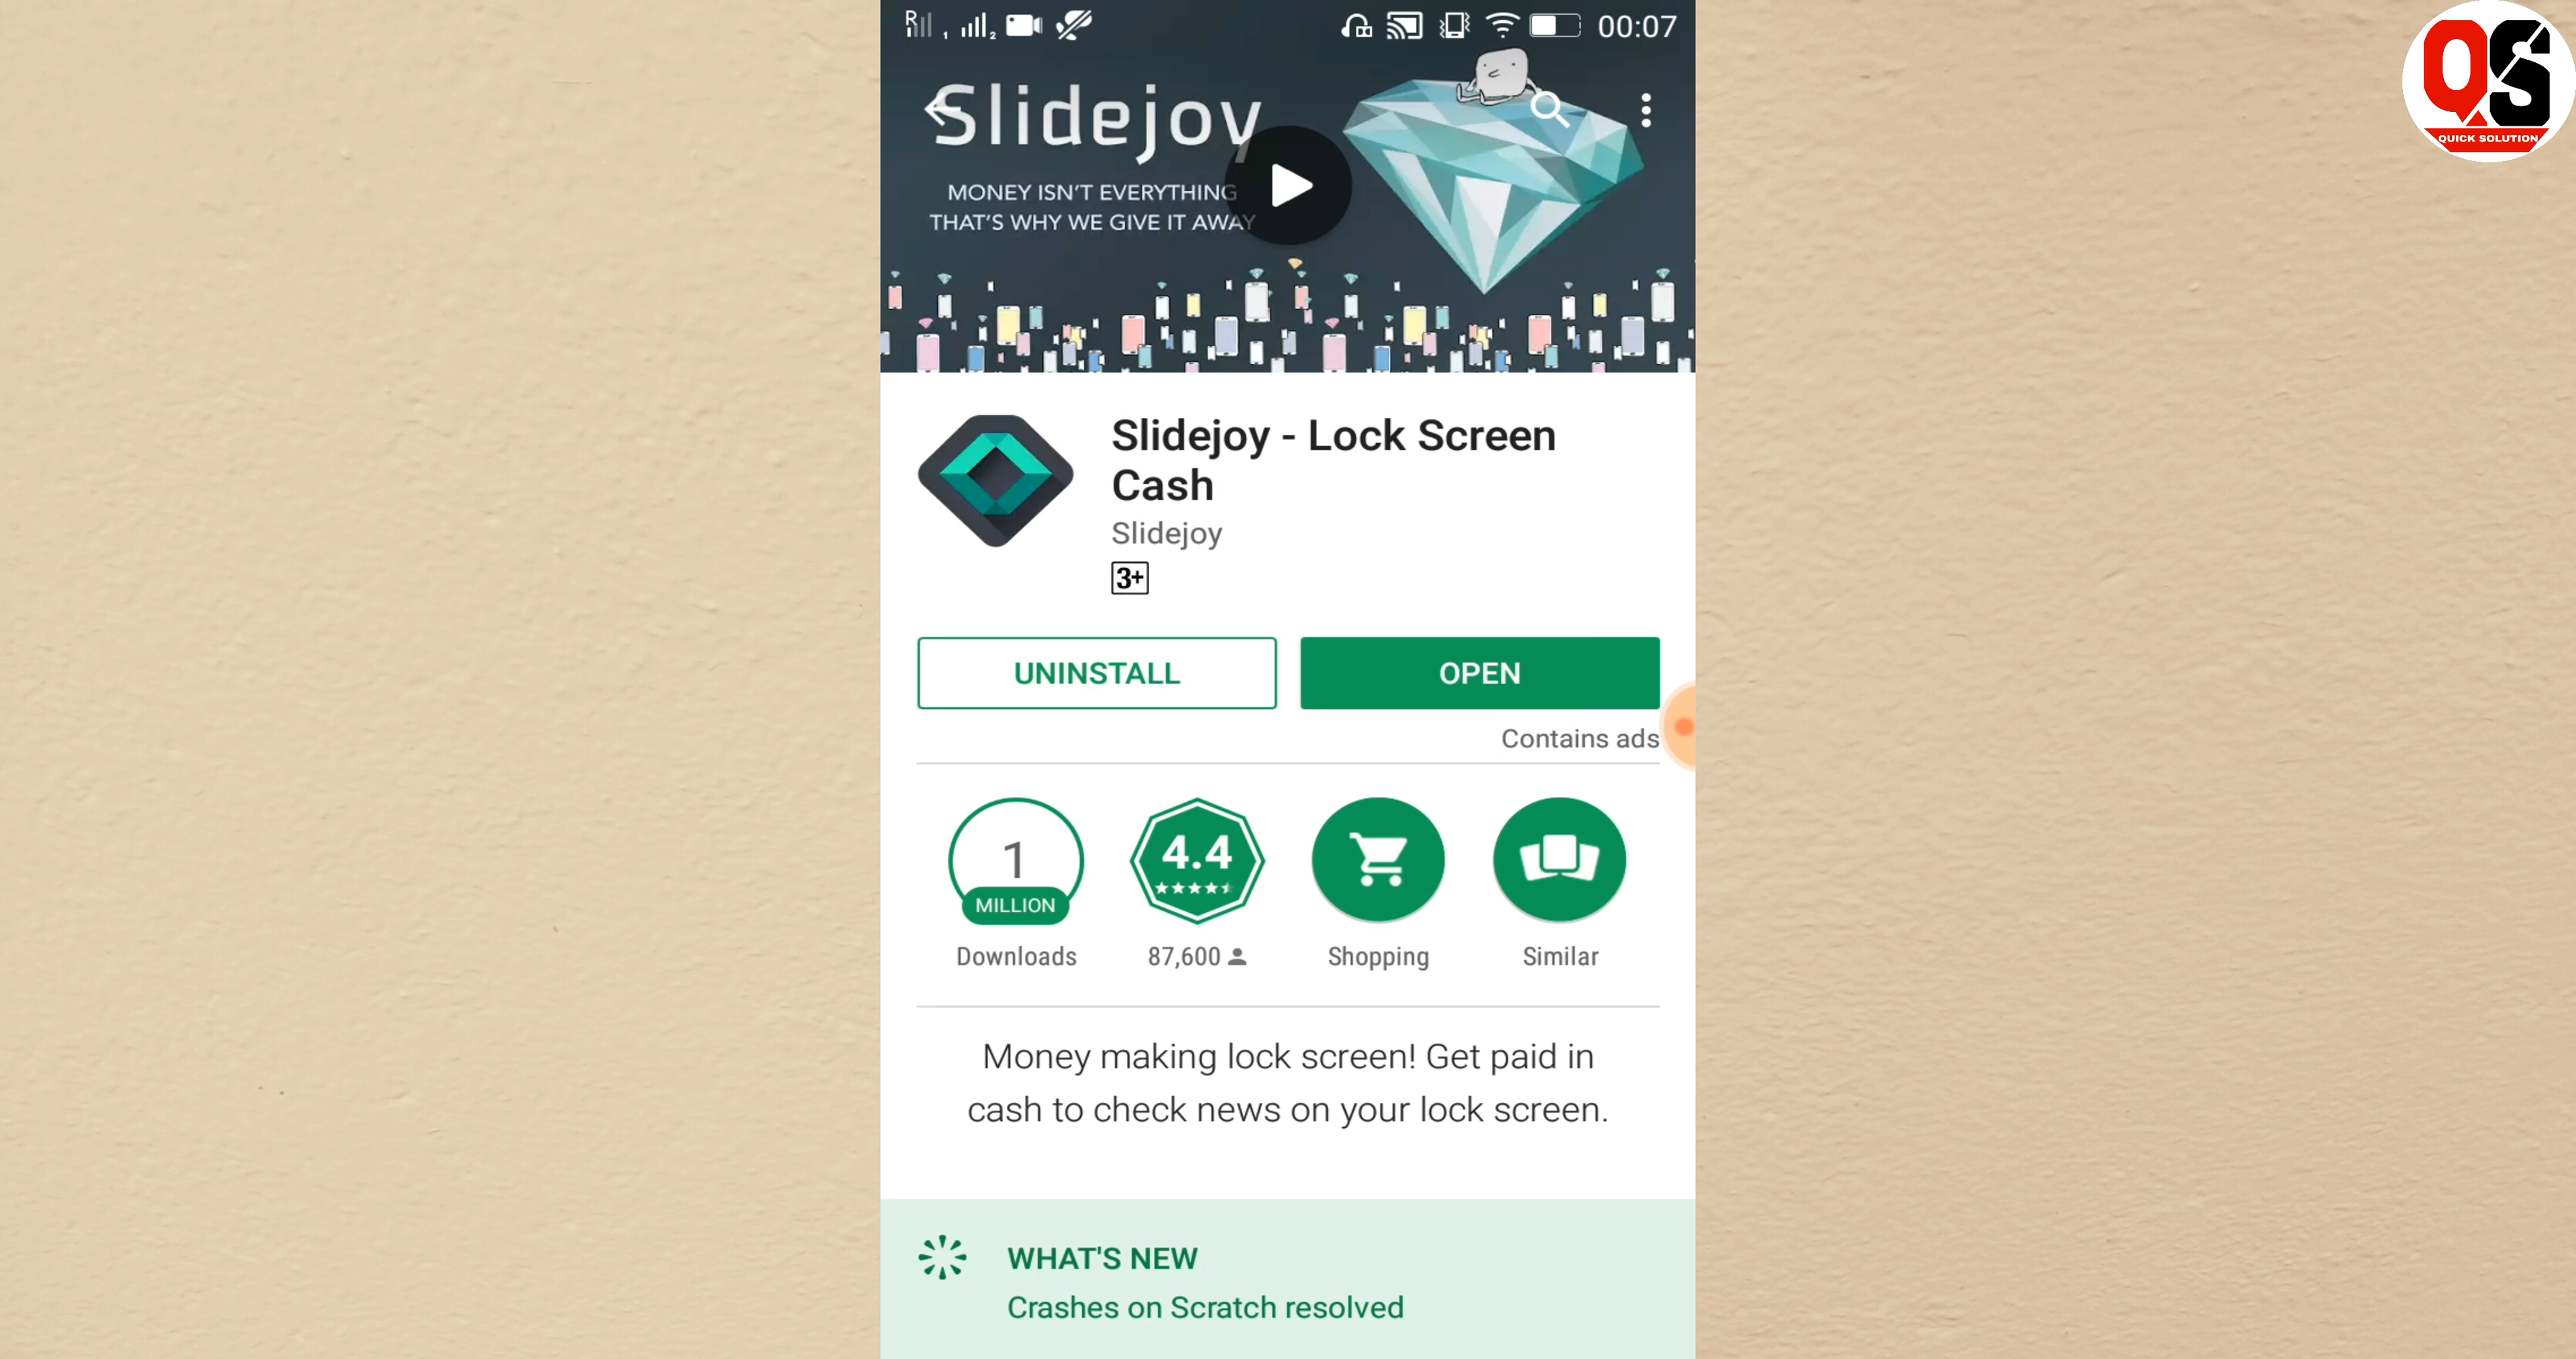 R
1
2
00:07
Slidejoy
MONEY ISN'T EVERYTHING
THAT'S WHY WE GIVE IT AWAY
QS
QUICK SOLUTION
Slidejoy - Lock Screen
Cash
Slidejoy
3+
UNINSTALL
OPEN
Contains ads
1
MILLION
4.4
Downloads
87,600
Shopping
Similar
Money making lock screen! Get paid in
cash to check news on your lock screen.
WHAT'S NEW
Crashes on Scratch resolved